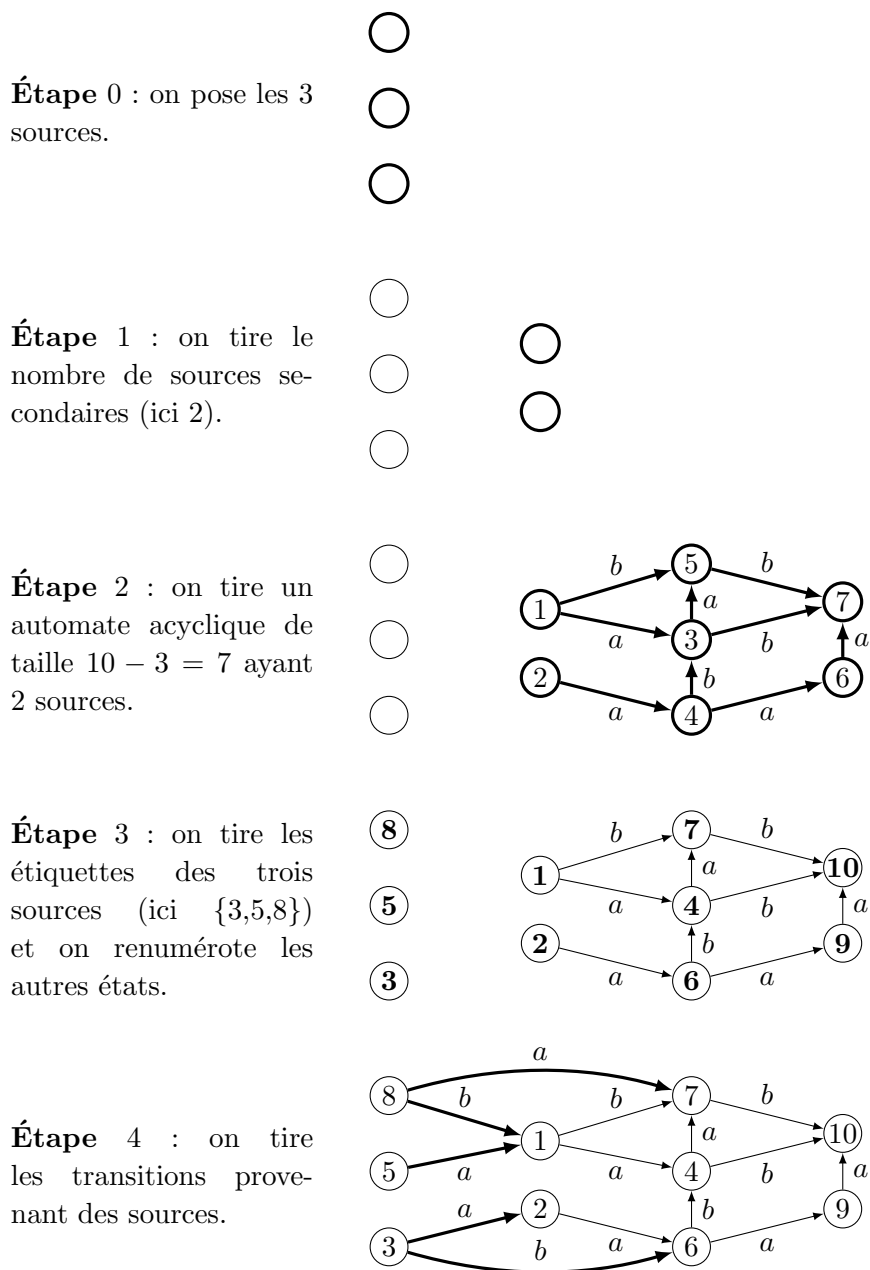 Étape 0 : on pose les 3
sources.
Étape 1 : on tire le
nombre de sources se-
condaires (ici 2).
Étape 2 : on tire un
automate acyclique de
taille 10 − 3 = 7 ayant
2 sources.
b
5
b
1
a
7
a
3
b
a
2
b
6
a
4
a
Étape 3 : on tire les
étiquettes des trois
sources (ici {3,5,8})
et on renumérote les
autres états.
8
b
7
b
1
a
10
5
a
4
b
a
2
b
9
3
a
6
a
Étape 4 : on tire
les transitions prove-
nant des sources.
a
8
b
b
7
b
1
a
10
5
a
a
4
b
a
a
2
b
9
3
b
a
6
a